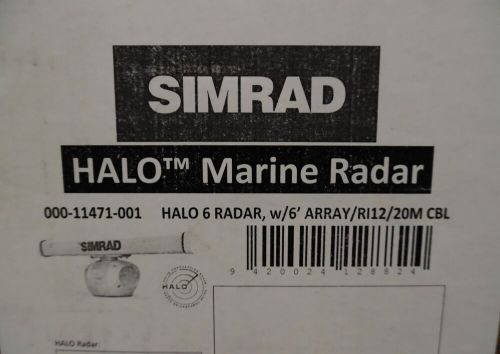 SIMRAD
HALO™ Marine Radar
000-11471-001 HALO 6 RADAR, w/6' ARRAY/RI12/20M CBL
SIMRAD
HALO
9 420024 128824
HALO Radar: